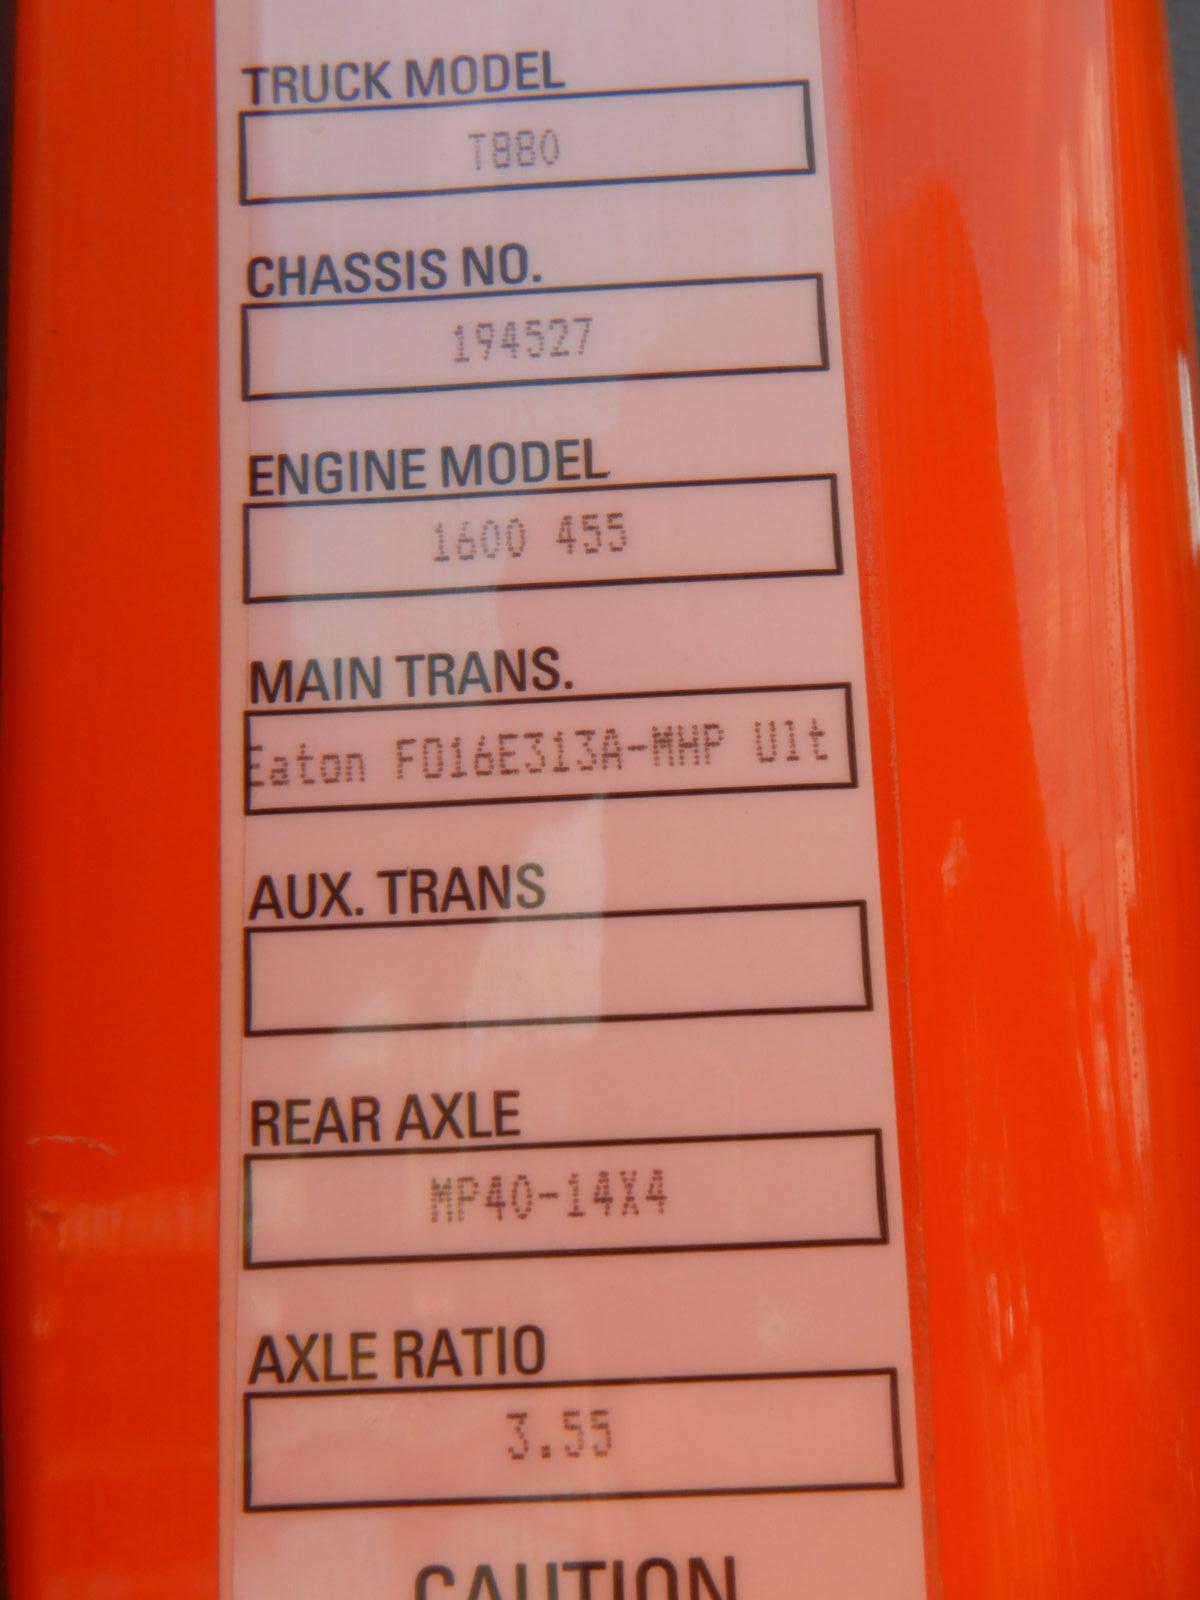 TRUCK MODEL
T880
CHASSIS NO.
194527
ENGINE MODEL
1600 455
MAIN TRANS.
Eaton FO16E313A-MHP Ult
AUX. TRANS
REAR AXLE
MP40-14X4
AXLE RATIO
3.55
CAUTION